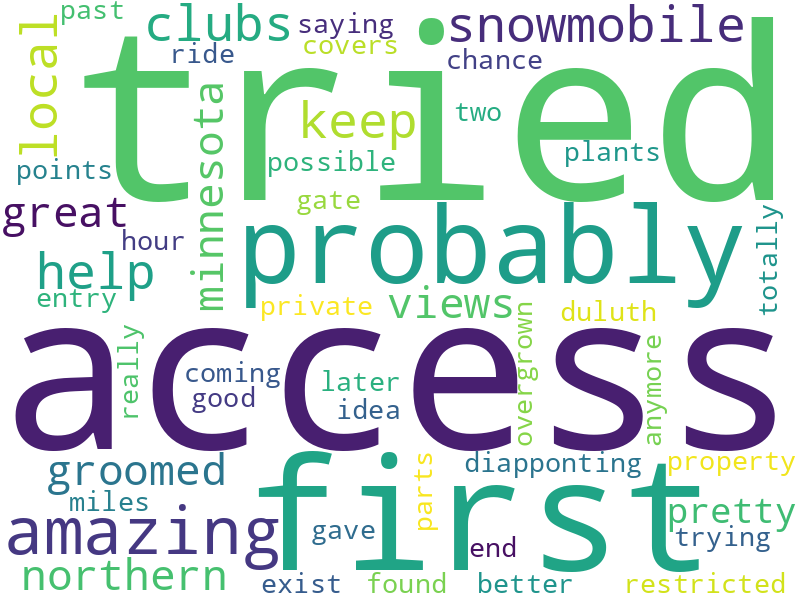 past
clubs
saying
snowmobile
local
ride
covers
chance
tried
minnesota
keep
two
points
possible
plants
great
gate
hour
probably
totally
help
entry
private
views
duluth
really
access
overgrown
anymore
coming
later
good
idea
groomed
parts
diapponting
property
miles
amazing
first
gave
pretty
trying
end
northern
exist
found
better
restricted